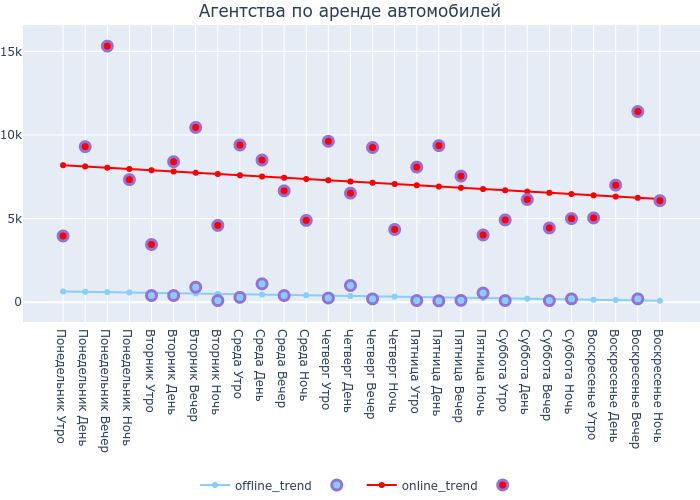 Агентства по аренде автомобилей
15k
10k
5k
0
Понедельник Утро
Понедельник День
Понедельник Вечер
Понедельник Ночь
Вторник Утро
Вторник День
Вторник Вечер
Вторник Ночь
Среда Утро
Среда День
Среда Вечер
Среда Ночь
Четверг Утро
Четверг День
Четверг Вечер
Четверг Ночь
Пятница Утро
Пятница День
Пятница Вечер
Пятница Ночь
Суббота Утро
Суббота День
Суббота Вечер
Суббота Ночь
Воскресенье Утро
Воскресенье День
Воскресенье Вечер
Воскресенье Ночь
offline_trend online_trend